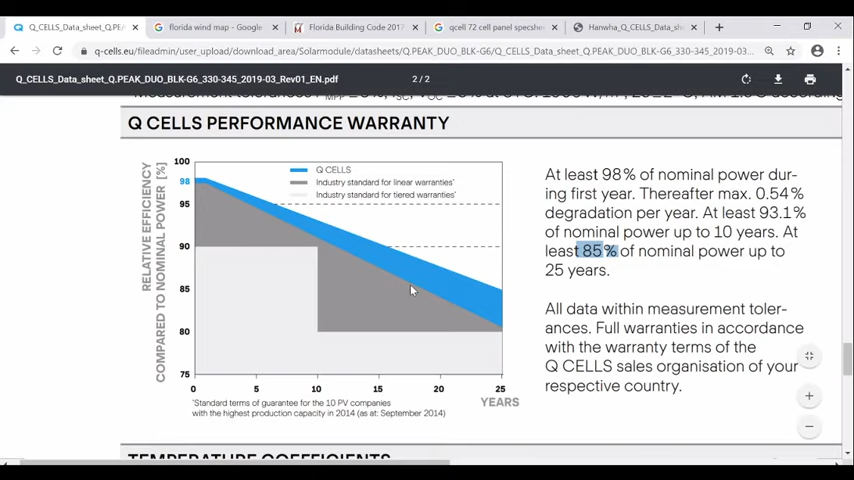 Q_CELLS_Data_sheet_Q.PEA
florida wind map - Google
Florida Building Code 2017
qcell 72 cell panel specshe
Hanwha_Q_CELLS_Data_she
q-cells.eu/fileadmin/user_upload/download_area/Solarmodule/datasheets/Q.PEAK_DUO_BLK-G6/Q_CELLS_Data_sheet_Q.PEAK_DUO_BLK-G6_330-345_2019-03...
Q_CELLS_Data_sheet_Q.PEAK_DUO_BLK-G6_330-345_2019-03_Rev01_EN.pdf
2 / 2
Q CELLS PERFORMANCE WARRANTY
RELATIVE EFFICIENCY
COMPARED TO NOMINAL POWER [%]
100
98
95
90
85
80
75
Q CELLS
Industry standard for linear warranties*
Industry standard for tiered warranties*
0 5 10 15 20 25
YEARS
*Standard terms of guarantee for the 10 PV companies
with the highest production capacity in 2014 (as at: September 2014)
At least 98% of nominal power dur-
ing first year. Thereafter max. 0.54%
degradation per year. At least 93.1%
of nominal power up to 10 years. At
least 85% of nominal power up to
25 years.
All data within measurement toler-
ances. Full warranties in accordance
with the warranty terms of the
Q CELLS sales organisation of your
respective country.
TEMPERATURE COEFFICIENTS